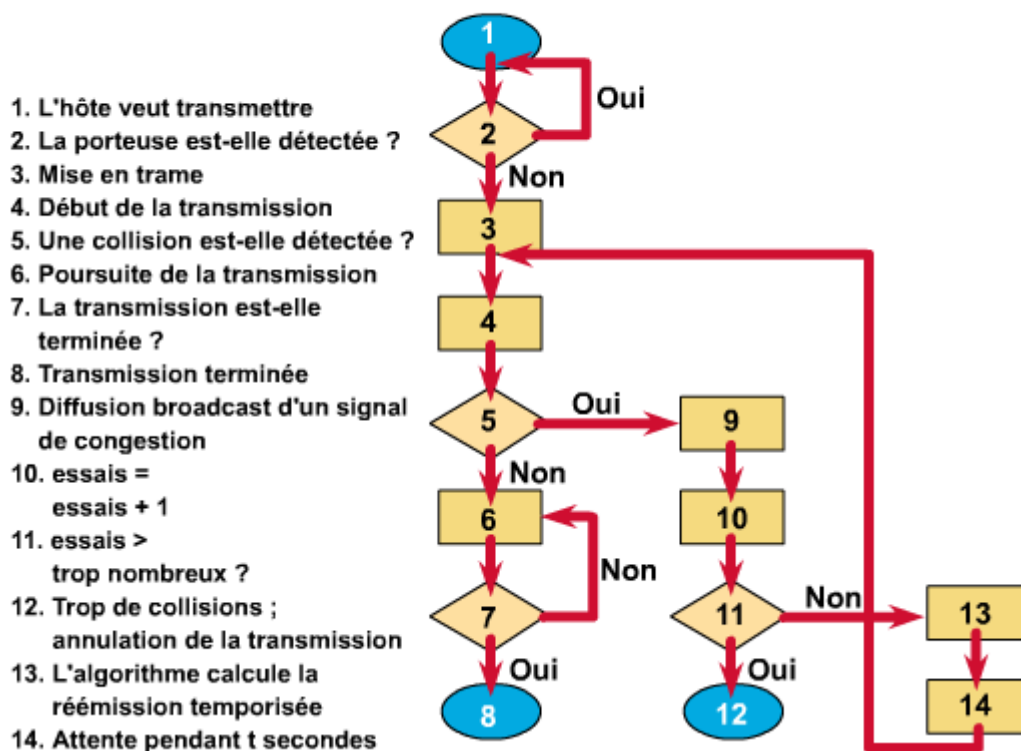 1. L'hôte veut transmettre
2. La porteuse est-elle détectée ?
3. Mise en trame
4. Début de la transmission
5. Une collision est-elle détectée ?
6. Poursuite de la transmission
7. La transmission est-elle
terminée ?
8. Transmission terminée
9. Diffusion broadcast d'un signal
de congestion
10. essais =
essais + 1
11. essais >
trop nombreux ?
12. Trop de collisions ;
annulation de la transmission
13. L'algorithme calcule la
réémission temporisée
14. Attente pendant t secondes
1
Oui
2
Non
3
4
5
Oui
9
Non
6
10
Non
7
11
Non
13
Oui
Oui
8
12
14